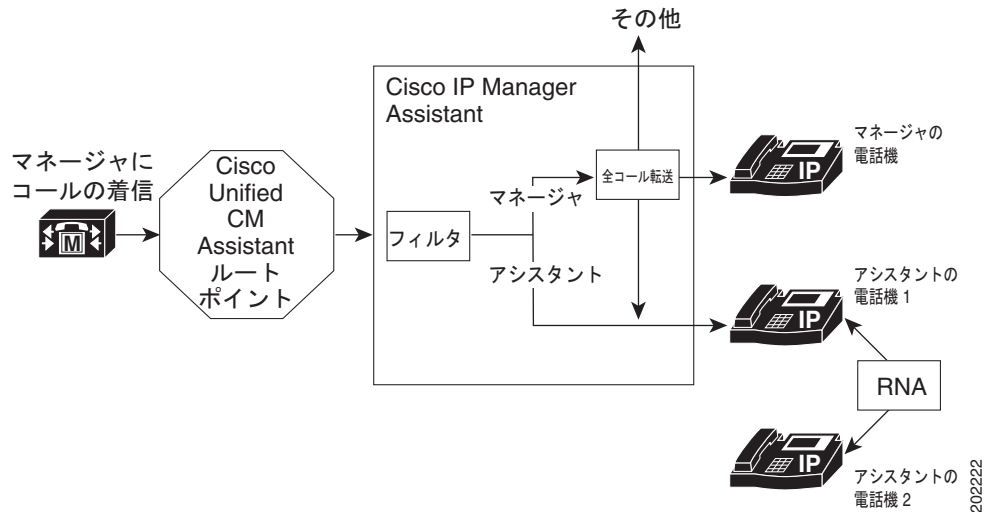 その他
Cisco IP Manager
Assistant
マネージャに
コールの着信
M
Cisco
Unified
CM
Assistant
ルート
ポイント
フィルタ
マネージャ
アシスタント
全コール転送
IP
マネージャの
電話機
IP
アシスタントの
電話機 1
RNA
IP
アシスタントの
電話機 2
202222